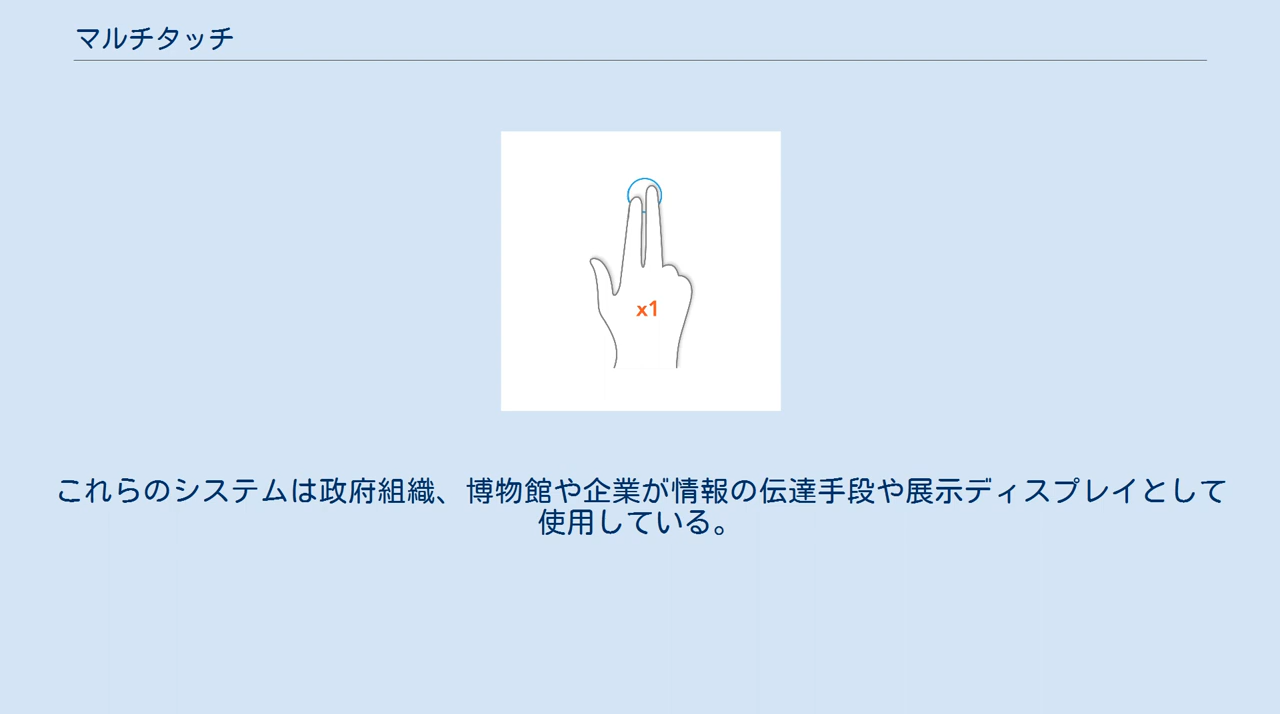 マルチタッチ
x1
これらのシステムは政府組織、博物館や企業が情報の伝達手段や展示ディスプレイとして
使用している。